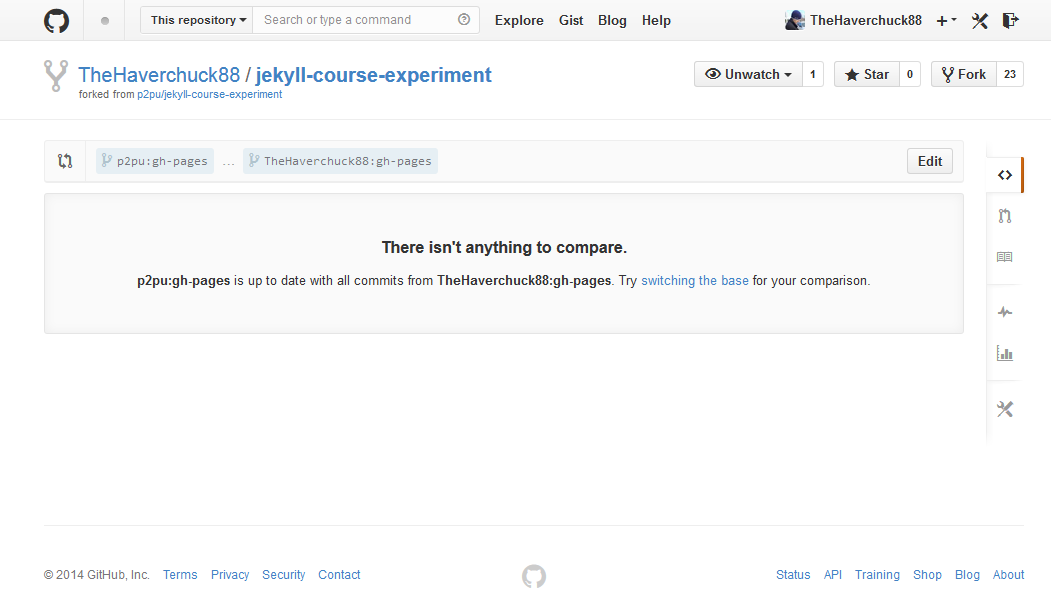 This repository Search or type a command Explore Gist Blog Help TheHaverchuck88
TheHaverchuck88 / jekyll-course-experiment Unwatch 1 Star 0 Fork 23
forked from p2pu/jekyll-course-experiment
p2pu:gh-pages ... TheHaverchuck88:gh-pages Edit
There isn't anything to compare.
p2pu:gh-pages is up to date with all commits from TheHaverchuck88:gh-pages. Try switching the base for your comparison.
© 2014 GitHub, Inc. Terms Privacy Security Contact Status API Training Shop Blog About